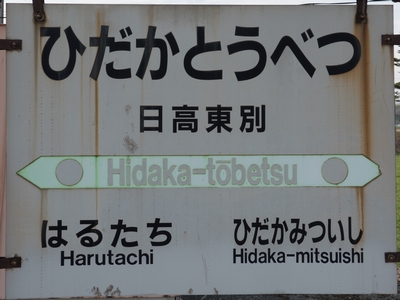 ひだかとうべつ
日高東別
Hidaka-tōbetsu
はるたち ひだかみついし
Harutachi Hidaka-mitsuishi